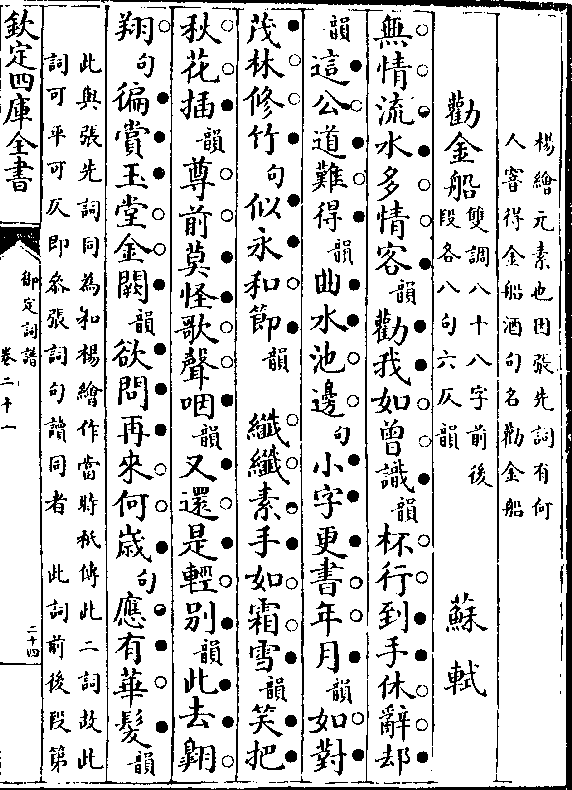 楊繪元素也因張先詞有何
人窨得金船酒句名勸金船
勸金船
雙調八十八字前後
段各八句六仄韻
蘇軾
無情流水多情客韻勸我如曾識韻杯行到手休辭却
韻這公道難得韻曲水池邊句小字更書年月韻如對
茂林修竹句似永和節韻 纖纖素手如霜雪韻笑把
秋花插韻尊前莫怪歌聲咽韻又還是輕別韻此去翺
翔句徧賞玉堂金闕韻欲問再來何歲句應有華髮韻
此與張先詞同為和楊繪作當時秪傳此二詞故此
詞可平可仄即叅張詞句讀同者 此詞前後段第
欽定四庫全書
御定詞譜
卷二十一
二十四